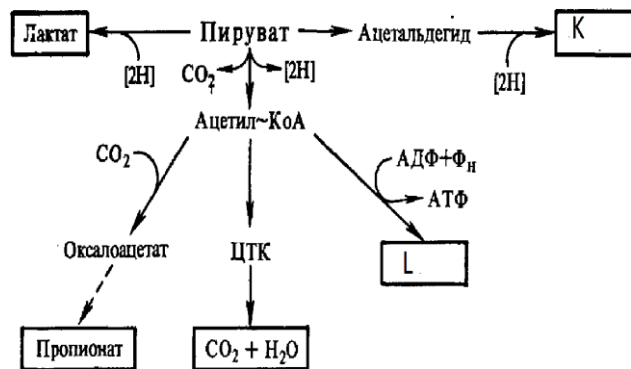 Лактат
Пируват
Ацетальдегид
K
[2H]
CO₂
[2H]
[2H]
Ацетил~КоА
CO₂
АДФ+Фн
АТФ
Оксалоацетат
ЦТК
L
Пропионат
CO₂ + H₂O